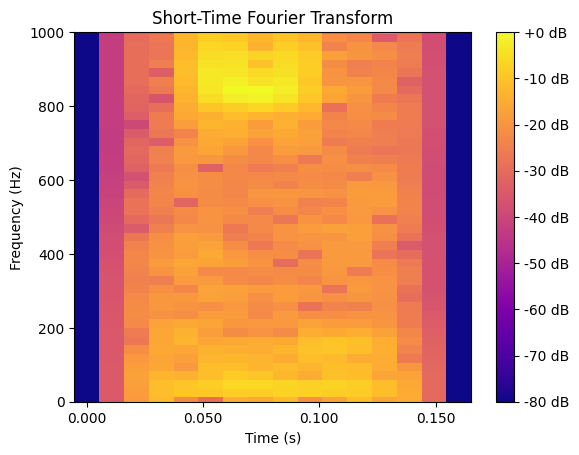 Short-Time Fourier Transform
1000
800
600
400
200
0
Frequency (Hz)
0.000
0.050
0.100
0.150
Time (s)
+0 dB
-10 dB
-20 dB
-30 dB
-40 dB
-50 dB
-60 dB
-70 dB
-80 dB